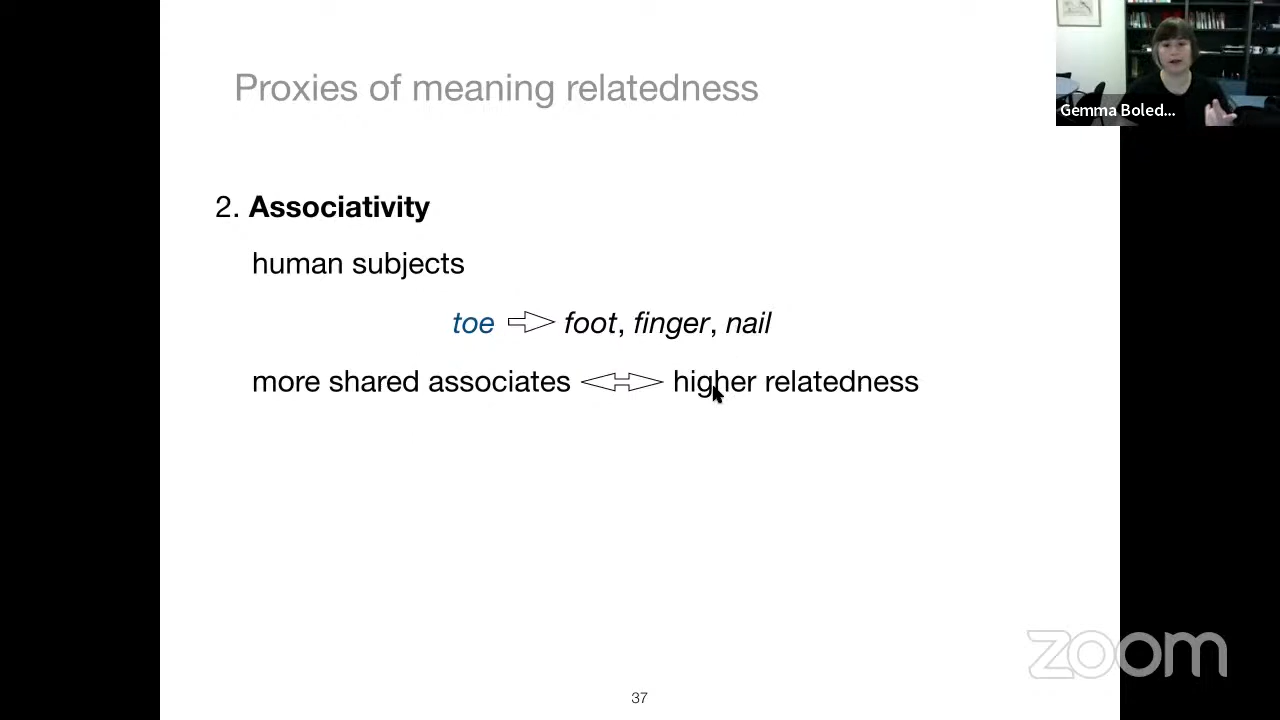 Proxies of meaning relatedness
Gemma Boled...
2. Associativity
human subjects
toe foot, finger, nail
more shared associates higher relatedness
zoom
37